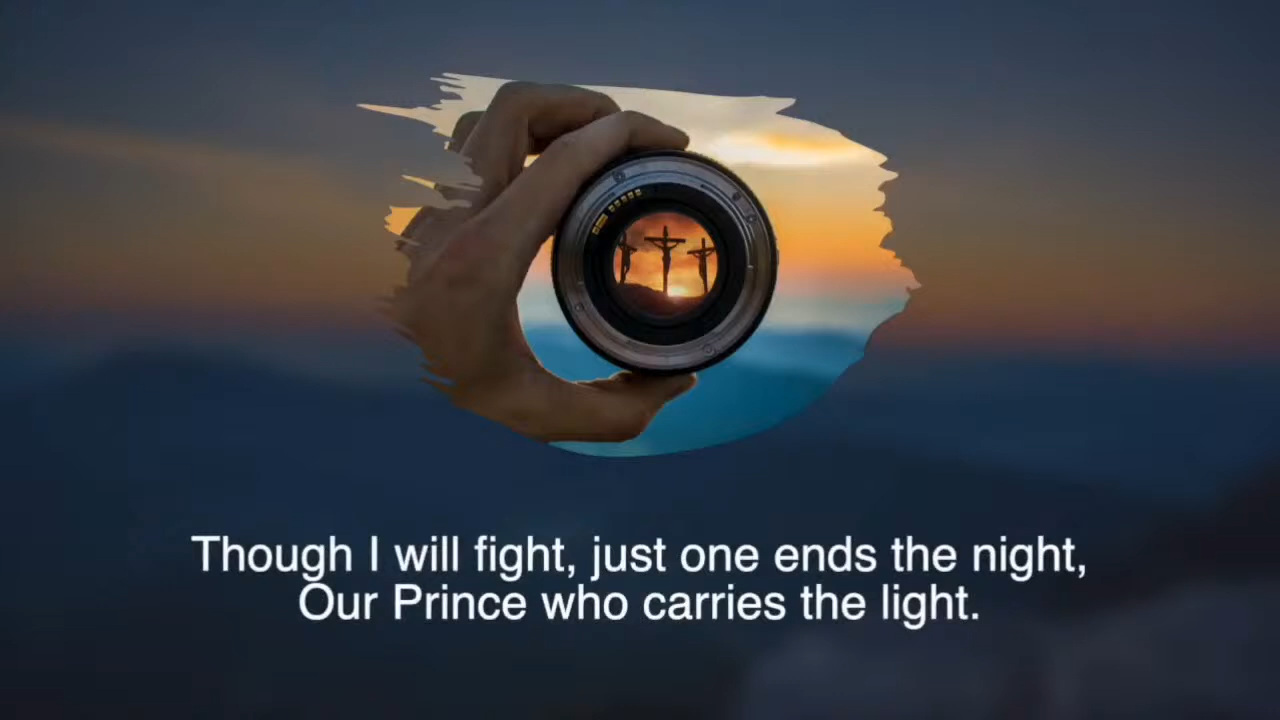 Though I will fight, just one ends the night,
Our Prince who carries the light.